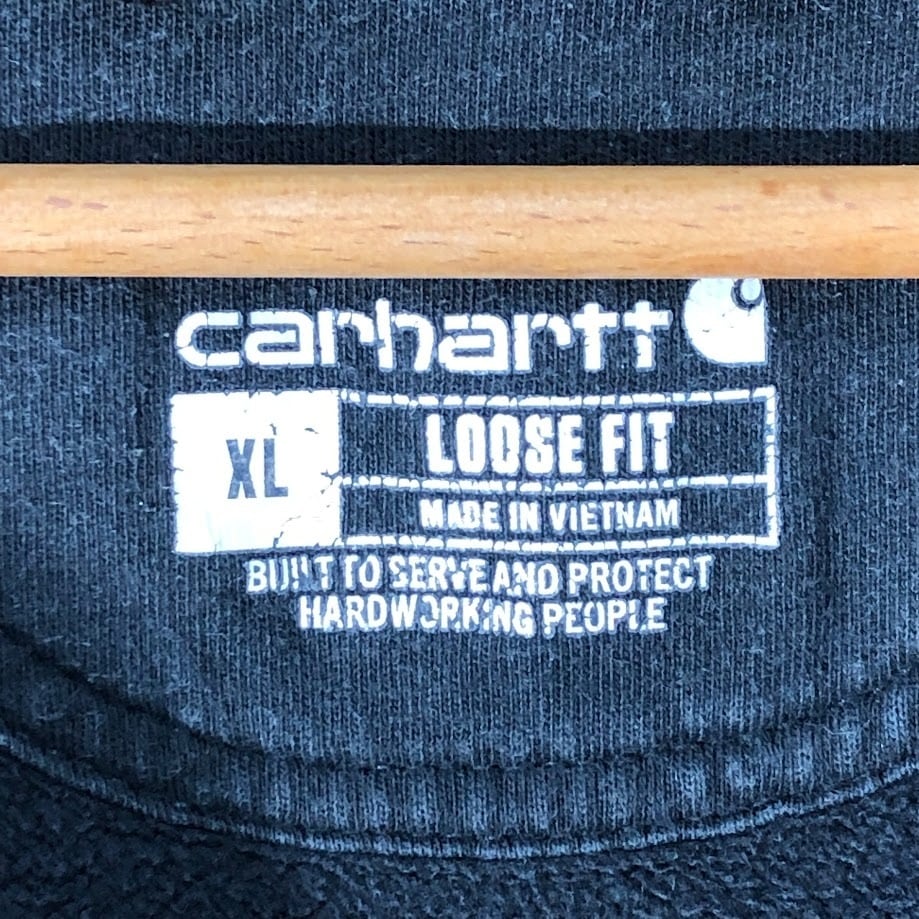 carhartt
XL
LOOSE FIT
MADE IN VIETNAM
BUILT TO SERVE AND PROTECT
HARDWORKING PEOPLE